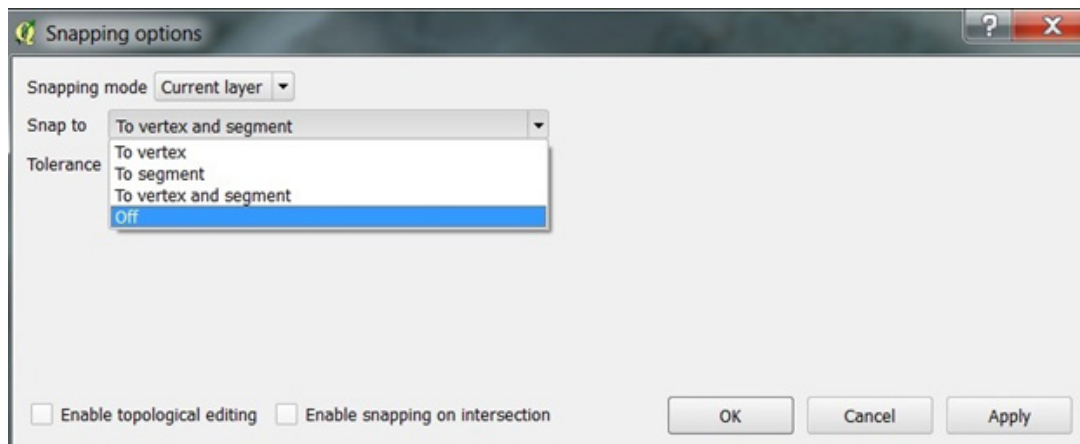 Snapping options
?
X
Snapping mode Current layer
Snap to To vertex and segment
Tolerance To vertex
To segment
To vertex and segment
Off
Enable topological editing Enable snapping on intersection OK Cancel Apply